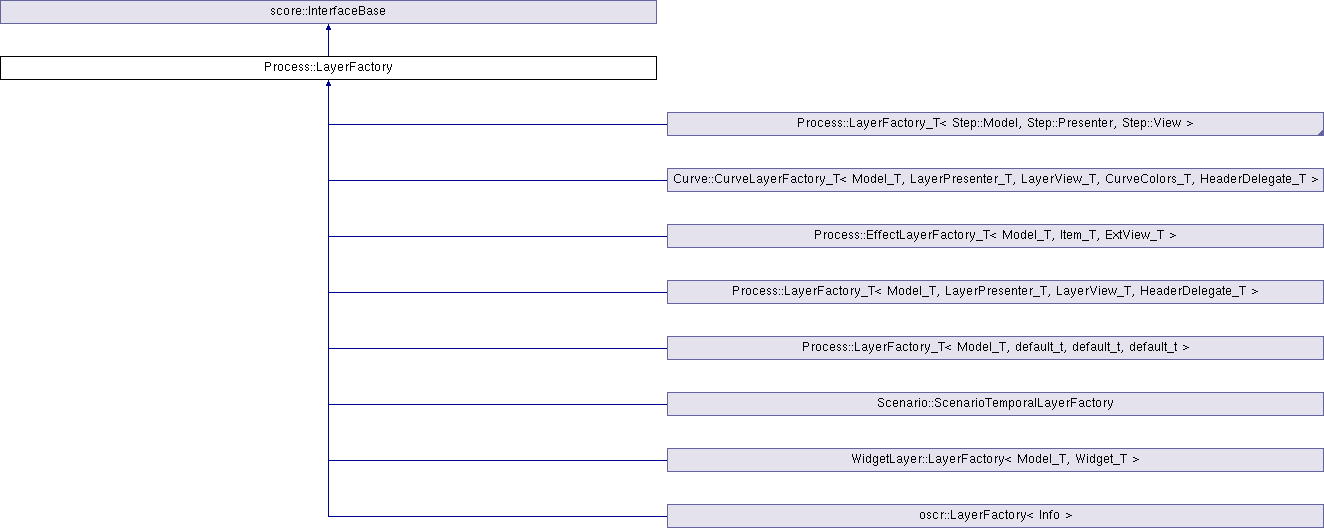 score::InterfaceBase
Process::LayerFactory
Process::LayerFactory_T< Step::Model, Step::Presenter, Step::View >
Curve::CurveLayerFactory_T< Model_T, LayerPresenter_T, LayerView_T, CurveColors_T, HeaderDelegate_T >
Process::EffectLayerFactory_T< Model_T, Item_T, ExtView_T >
Process::LayerFactory_T< Model_T, LayerPresenter_T, LayerView_T, HeaderDelegate_T >
Process::LayerFactory_T< Model_T, default_t, default_t, default_t >
Scenario::ScenarioTemporalLayerFactory
WidgetLayer::LayerFactory< Model_T, Widget_T >
oscr::LayerFactory< Info >